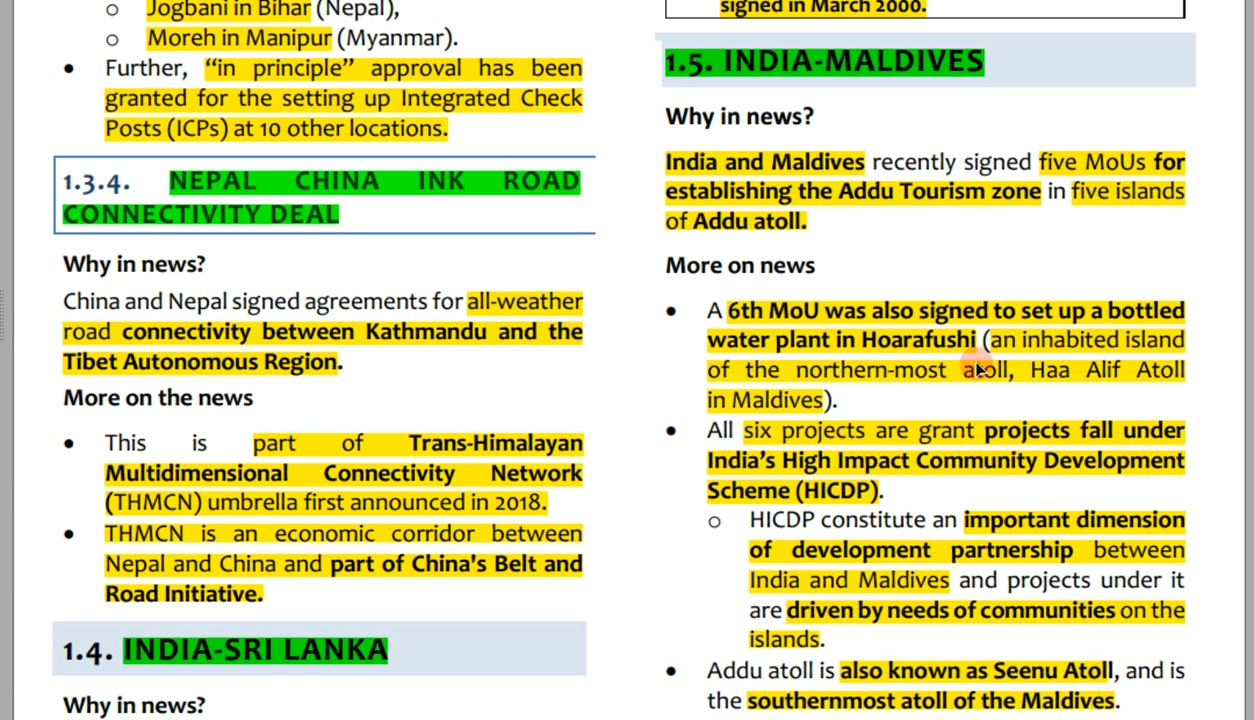 o Jogbani in Bihar (Nepal),
o Moreh in Manipur (Myanmar).
• Further, “in principle” approval has been
granted for the setting up Integrated Check
Posts (ICPs) at 10 other locations.
1.3.4. NEPAL CHINA INK ROAD
CONNECTIVITY DEAL
Why in news?
China and Nepal signed agreements for all-weather
road connectivity between Kathmandu and the
Tibet Autonomous Region.
More on the news
• This is part of Trans-Himalayan
Multidimensional Connectivity Network
(THMCN) umbrella first announced in 2018.
• THMCN is an economic corridor between
Nepal and China and part of China's Belt and
Road Initiative.
1.4. INDIA-SRI LANKA
Why in news?
signed in March 2000.
1.5. INDIA-MALDIVES
Why in news?
India and Maldives recently signed five MoUs for
establishing the Addu Tourism zone in five islands
of Addu atoll.
More on news
• A 6th MoU was also signed to set up a bottled
water plant in Hoarafushi (an inhabited island
of the northern-most atoll, Haa Alif Atoll
in Maldives).
• All six projects are grant projects fall under
India’s High Impact Community Development
Scheme (HICDP).
o HICDP constitute an important dimension
of development partnership between
India and Maldives and projects under it
are driven by needs of communities on the
islands.
• Addu atoll is also known as Seenu Atoll, and is
the southernmost atoll of the Maldives.